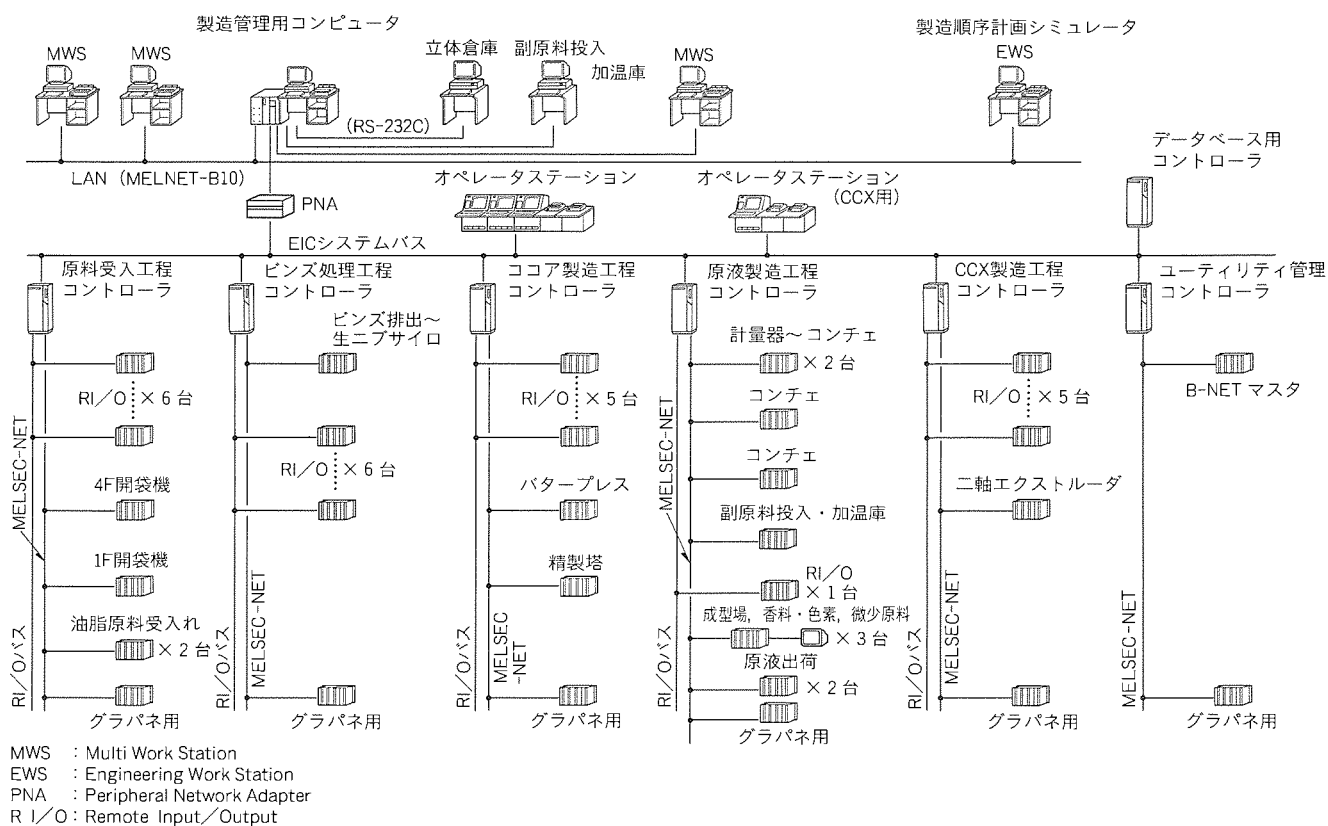 製造管理用コンピュータ
製造順序計画シミュレータ
MWS
MWS
立体倉庫
副原料投入
加温庫
MWS
EWS
(RS-232C)
データベース用
コントローラ
LAN (MELNET-B10)
オペレータステーション
オペレータステーション
(CCX用)
PNA
EICシステムバス
原料受入工程
コントローラ
ビンズ処理工程
コントローラ
ココア製造工程
コントローラ
原液製造工程
コントローラ
CCX製造工程
コントローラ
ユーティリティ管理
コントローラ
RI/O × 6台
MELSEC-NET
4F開袋機
1F開袋機
油脂原料受入れ
× 2台
RI/Oバス
グラパネ用
ビンズ排出～
生ニブサイロ
RI/O × 6台
RI/Oバス
MELSEC-NET
グラパネ用
RI/O × 5台
バタープレス
精製塔
MELSEC
-NET
RI/Oバス
グラパネ用
計量器～コンチェ
× 2台
コンチェ
MELSEC-NET
コンチェ
副原料投入・加温庫
RI/O
× 1台
成型場，香料・色素，微少原料
× 3台
原液出荷
× 2台
RI/Oバス
グラパネ用
RI/O × 5台
二軸エクストルーダ
MELSEC-NET
RI/Oバス
グラパネ用
B-NET マスタ
MELSEC-NET
グラパネ用
MWS : Multi Work Station
EWS : Engineering Work Station
PNA : Peripheral Network Adapter
R I/O : Remote Input/Output